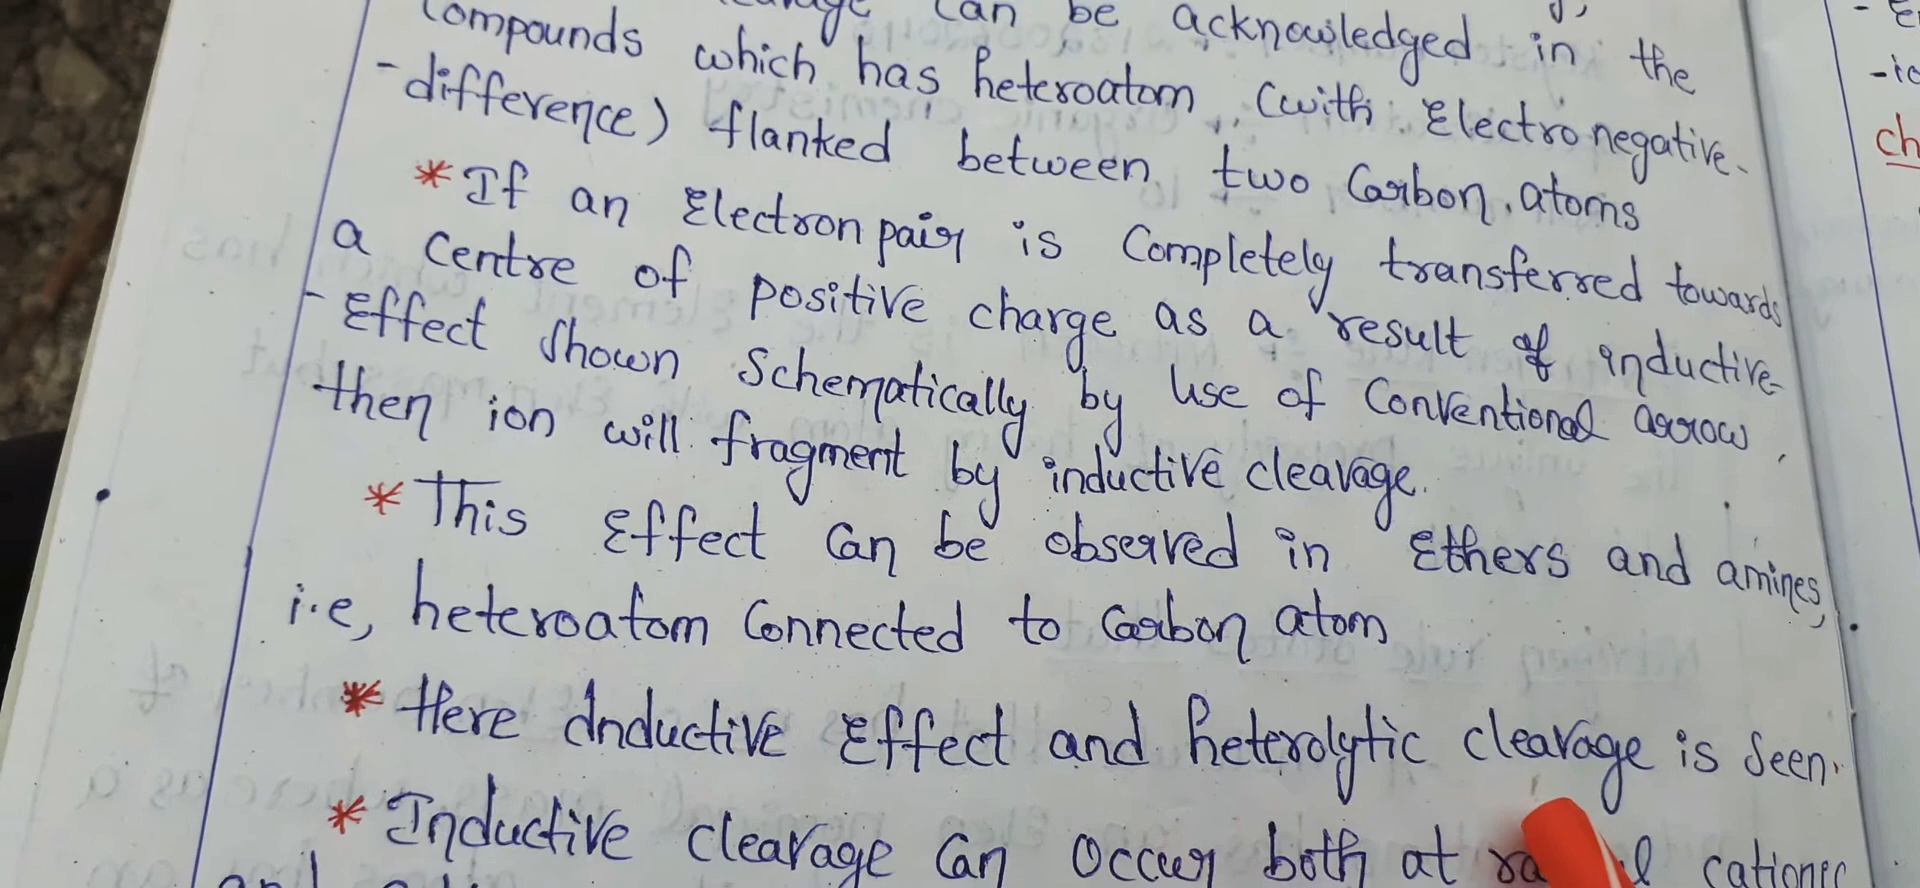 can be acknowledged in the
compounds which has heteroatom (with Electronegative-
-difference) flanked between two Carbon atoms
* If an Electron pair is Completely transferred towards
a centre of positive charge as a result of inductive-
-Effect shown schematically by use of Conventional arrow,
then ion will fragment by inductive cleavage.
* This Effect can be observed in Ethers and amines,
i.e, heteroatom Connected to Carbon atom
* Here Inductive Effect and heterolytic cleavage is seen.
* Inductive cleavage can occur both at cationic
ch